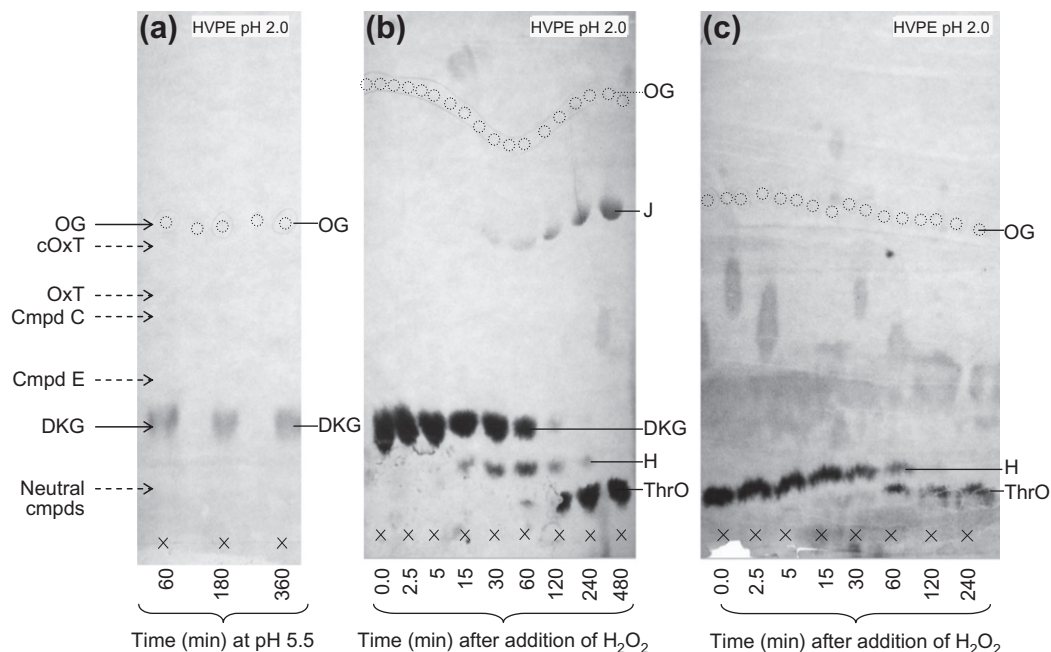 (a)
HVPE pH 2.0
OG
cOxT
OxT
Cmpd C
Cmpd E
DKG
Neutral
cmpds
OG
DKG
60
180
360
Time (min) at pH 5.5
(b)
HVPE pH 2.0
OG
J
DKG
H
ThrO
0.0
2.5
5
15
30
60
120
240
480
Time (min) after addition of H₂O₂
(c)
HVPE pH 2.0
OG
H
ThrO
0.0
2.5
5
15
30
60
120
240
Time (min) after addition of H₂O₂